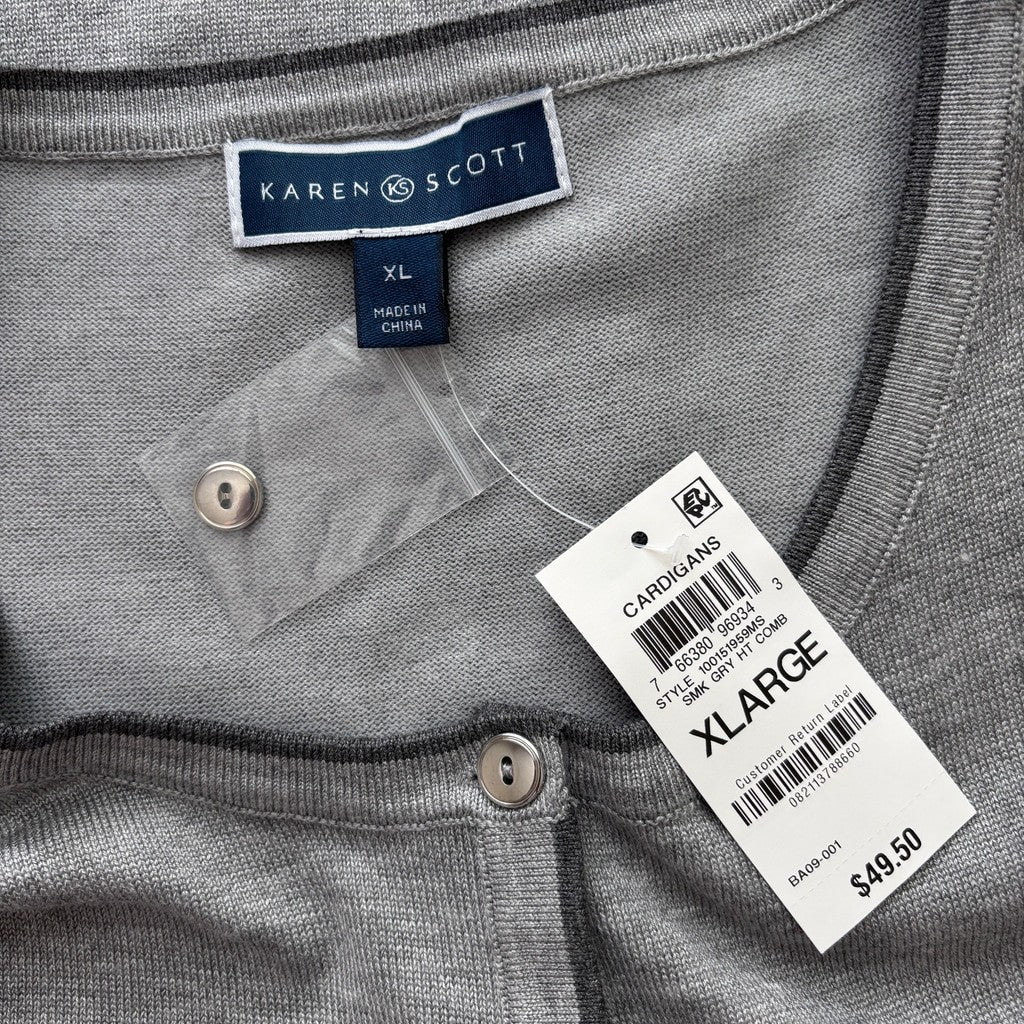 KAREN KS SCOTT
XL
MADE IN
CHINA
CARDIGANS
7 66380 96934 3
STYLE 100151959MS
SMK GRY HT COMB
XLARGE
Customer Return Label
082113788660
BA09-001
$49.50